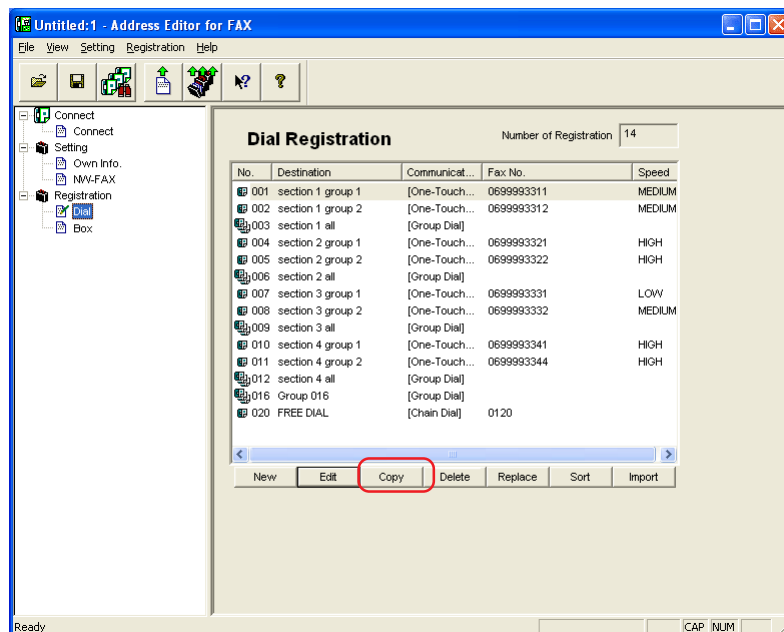 Untitled:1 - Address Editor for FAX
File View Setting Registration Help
Connect
Connect
Setting
Own Info.
NW-FAX
Registration
Dial
Box
Dial Registration
Number of Registration 14
No. Destination Communicat... Fax No. Speed
001 section 1 group 1 [One-Touch... 0699993311 MEDIUM
002 section 1 group 2 [One-Touch... 0699993312 MEDIUM
003 section 1 all [Group Dial]
004 section 2 group 1 [One-Touch... 0699993321 HIGH
005 section 2 group 2 [One-Touch... 0699993322 HIGH
006 section 2 all [Group Dial]
007 section 3 group 1 [One-Touch... 0699993331 LOW
008 section 3 group 2 [One-Touch... 0699993332 MEDIUM
009 section 3 all [Group Dial]
010 section 4 group 1 [One-Touch... 0699993341 HIGH
011 section 4 group 2 [One-Touch... 0699993344 HIGH
012 section 4 all [Group Dial]
016 Group 016 [Group Dial]
020 FREE DIAL [Chain Dial] 0120
New Edit Copy Delete Replace Sort Import
Ready CAP NUM